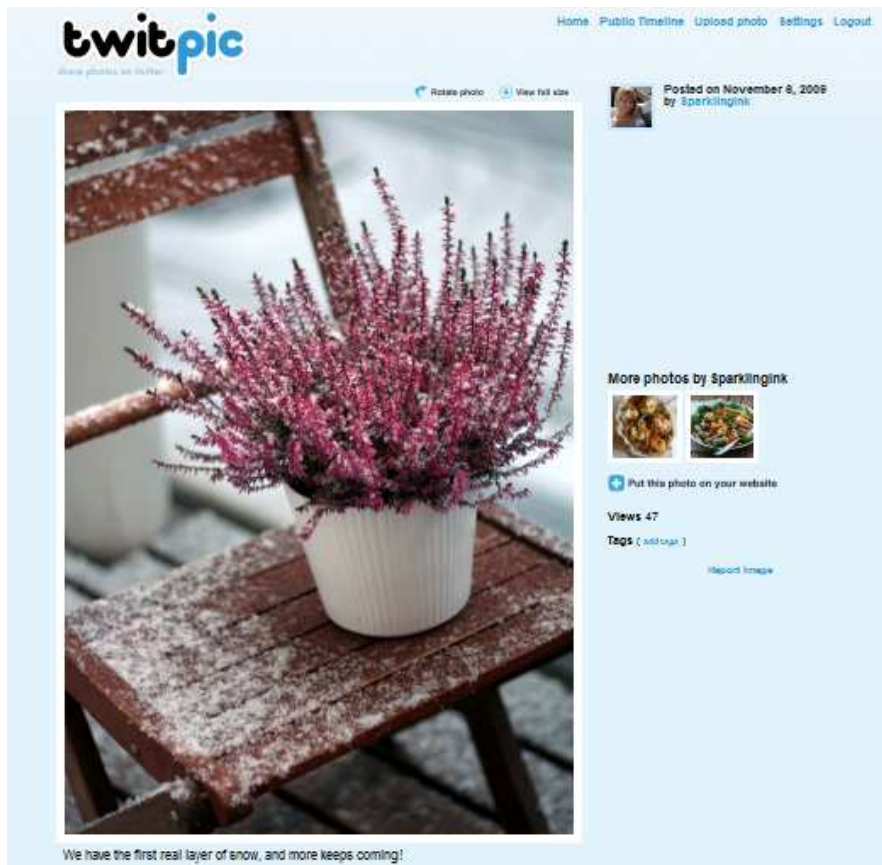 Home Public Timeline Upload photo Settings Logout
twitpic
share photos on twitter
Rotate photo View full size
Posted on November 6, 2009
by Sparklingink
More photos by Sparklingink
Put this photo on your website
Views 47
Tags [ add tags ]
Report Image
We have the first real layer of snow, and more keeps coming!